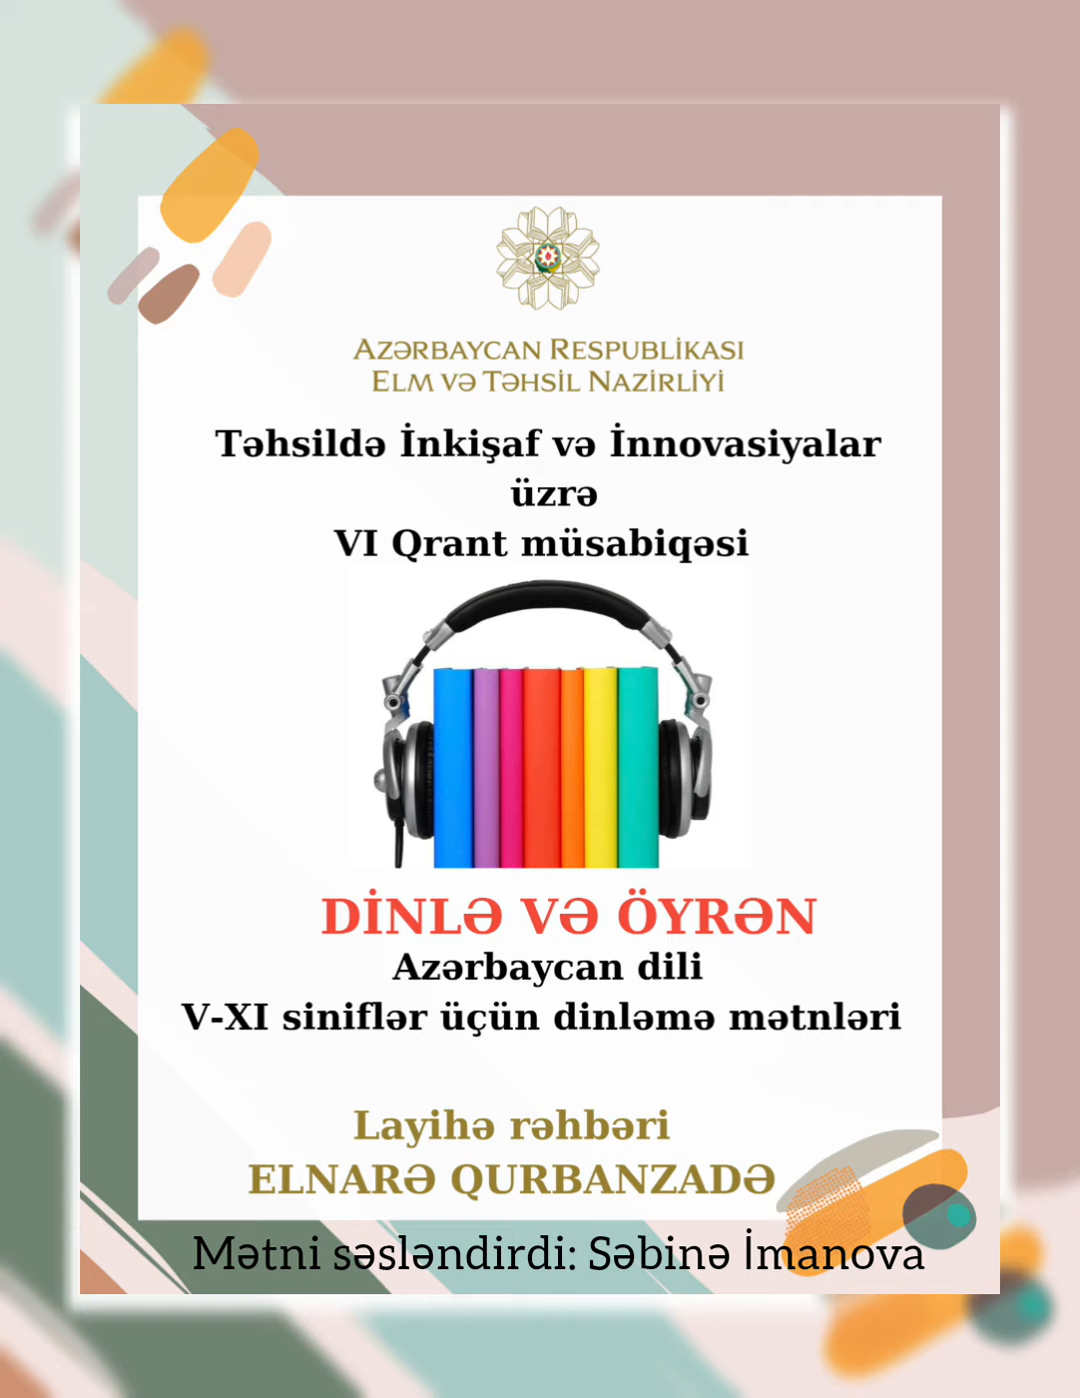 AZƏRBAYCAN RESPUBLİKASI
ELM VƏ TƏHSİL NAZİRLİYİ
Təhsildə İnkişaf və İnnovasiyalar
üzrə
VI Qrant müsabiqəsi
DİNLƏ VƏ ÖYRƏN
Azərbaycan dili
V-XI siniflər üçün dinləmə mətnləri
Layihə rəhbəri
ELNARƏ QURBANZADƏ
Mətni səsləndirdi: Səbinə İmanova